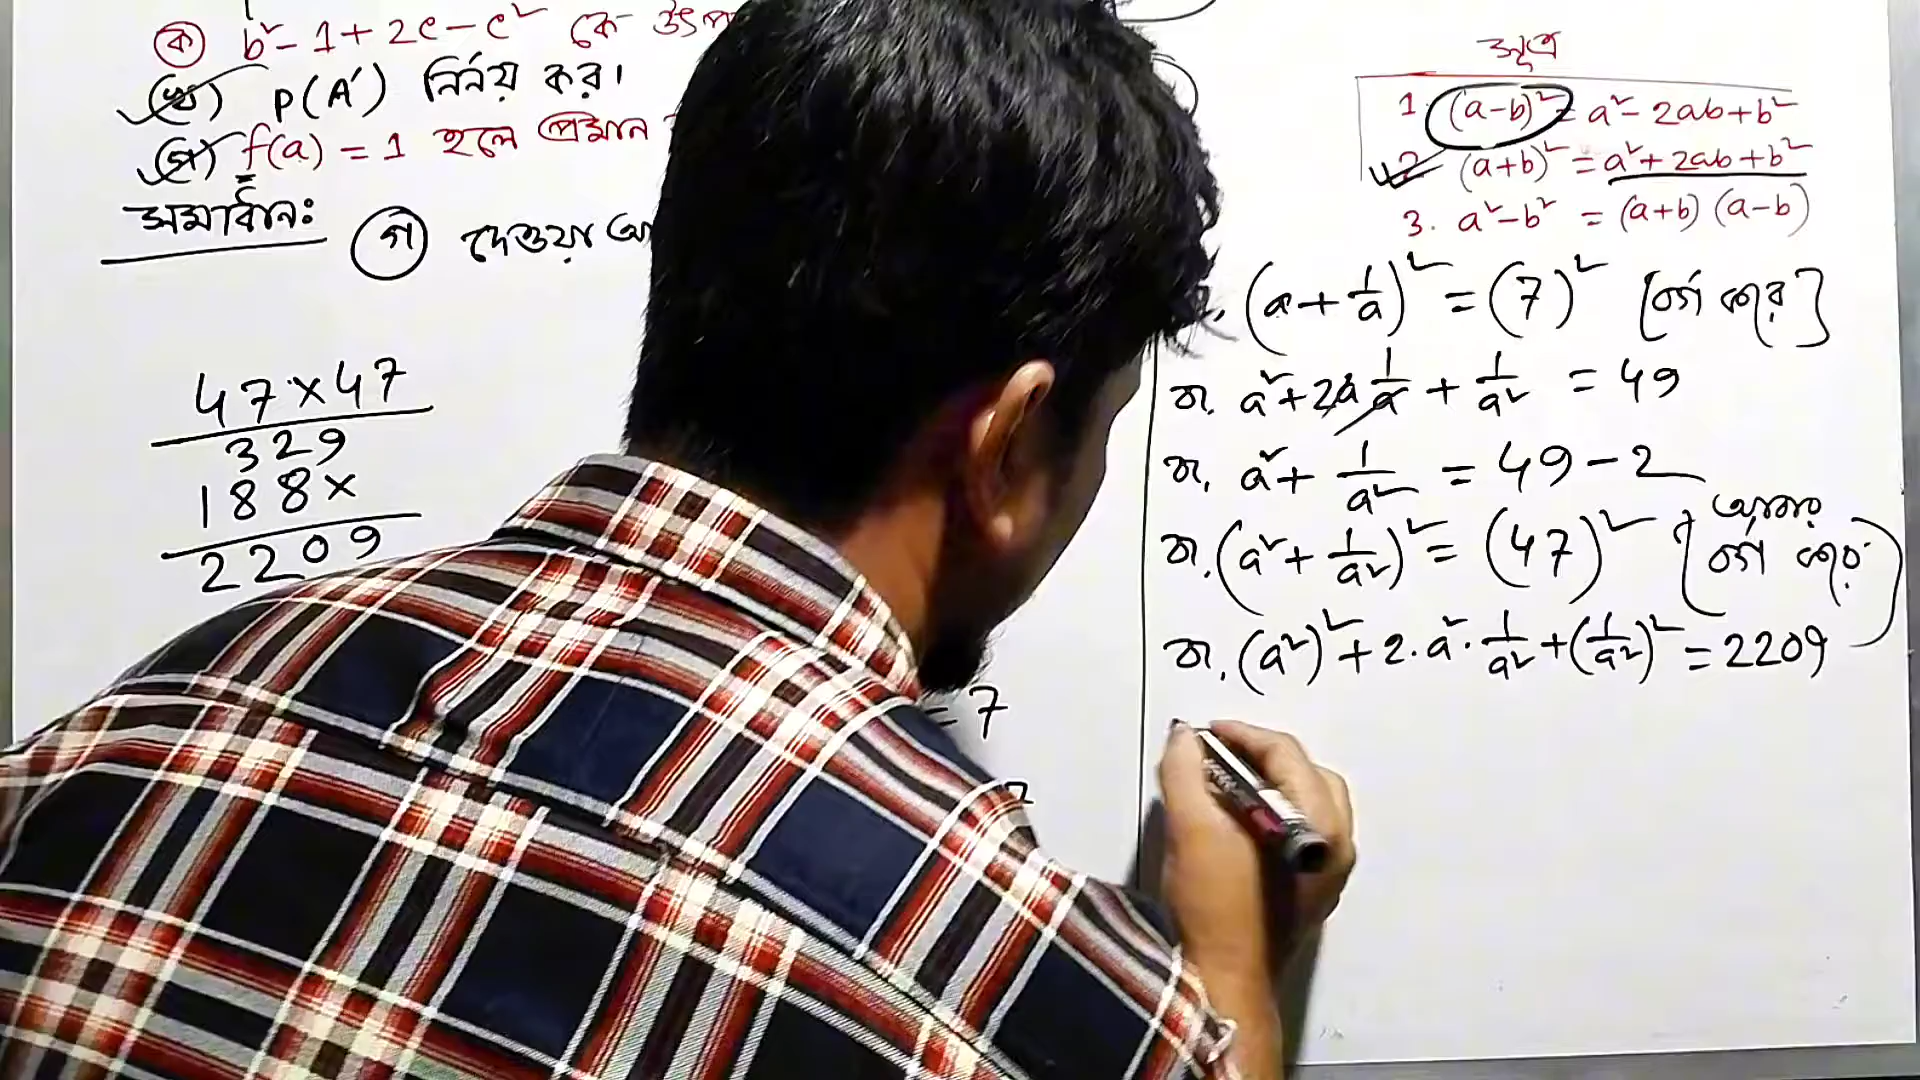 ক b² - 1 + 2c - c² কে
খ) P(A') নির্নয় কর।
গ) f(a) = 1 হলে প্রমান
সমাধান:
গ দেওয়া
47×47
329
188×
2209
= 7
সূত্র
1. (a-b)² = a² - 2ab + b²
2. (a+b)² = a² + 2ab + b²
3. a² - b² = (a+b) (a-b)
(a + 1/a)² = (7)² [বর্গ করে]
বা, a² + 2a 1/a + 1/a² = 49
বা, a² + 1/a² = 49 - 2
বা, (a² + 1/a²)² = (47)² [আবার বর্গ করে]
বা, (a²)² + 2·a²·1/a² + (1/a²)² = 2209